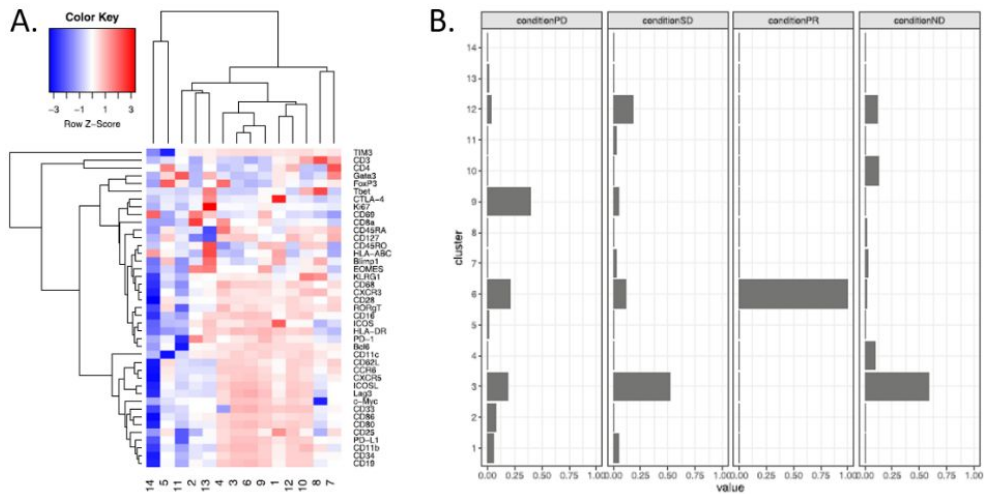 A.
Color Key
-3 -1 1 3
Row Z-Score
TIM3
CD3
CD4
Gata3
FoxP3
Tbet
CTLA-4
Ki67
CD69
CD8a
CD45RA
CD127
CD45RO
HLA-ABC
Blimp1
EOMES
KLRG1
CD68
CXCR3
CD28
RORgT
CD16
ICOS
HLA-DR
PD-1
Bcl6
CD11c
CD62L
CCR6
CXCR5
ICOSL
Lag3
c-Myc
CD33
CD86
CD80
CD25
PD-L1
CD11b
CD34
CD19
14 5 11 2 13 4 3 6 9 1 12 10 8 7
B.
conditionPD conditionSD conditionPR conditionND
14
13
12
11
10
9
8
7
6
5
4
3
2
1
cluster
0.00 0.25 0.50 0.75 1.00 0.00 0.25 0.50 0.75 1.00 0.00 0.25 0.50 0.75 1.00 0.00 0.25 0.50 0.75 1.00
value